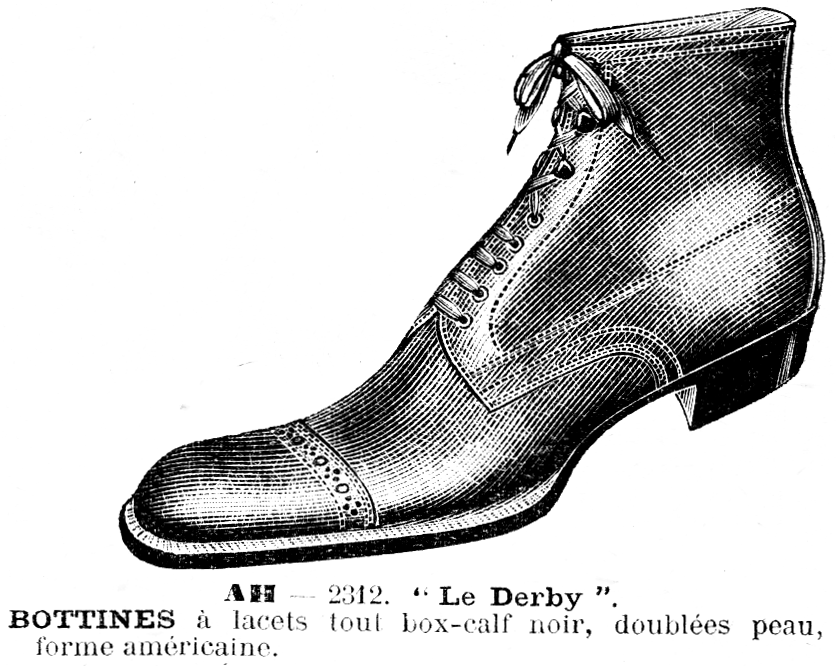 AH — 2312. “ Le Derby ”.
BOTTINES à lacets tout box-calf noir, doublées peau,
forme américaine.